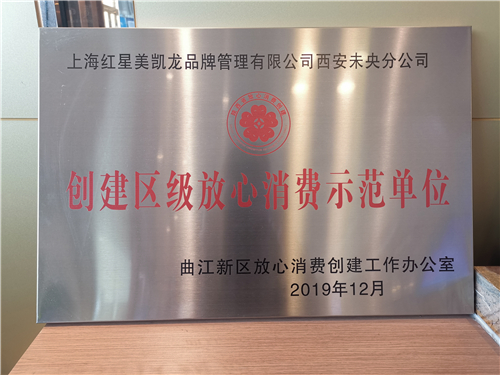 上海红星美凯龙品牌管理有限公司西安未央分公司
创建区级放心消费示范单位
曲江新区放心消费创建工作办公室
2019年12月